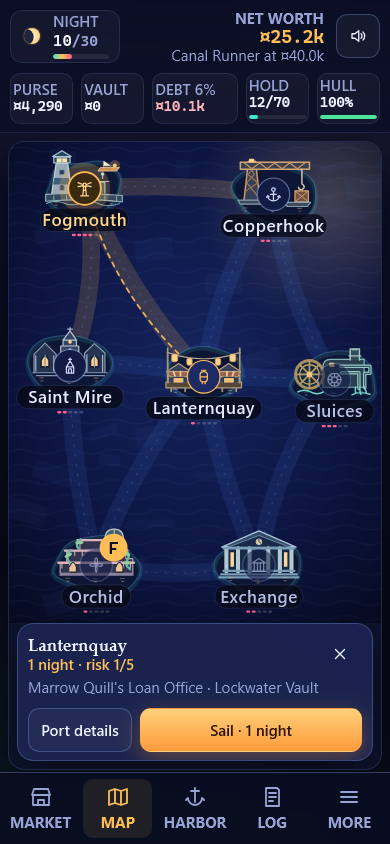 NIGHT
10/30
NET WORTH
¤25.2k
Canal Runner at ¤40.0k
PURSE
¤4,290
VAULT
¤0
DEBT 6%
¤10.1k
HOLD
12/70
HULL
100%
Fogmouth
Copperhook
Saint Mire
Lanternquay
Sluices
F
Orchid
Exchange
Lanternquay
1 night · risk 1/5
Marrow Quill's Loan Office · Lockwater Vault
Port details
Sail · 1 night
MARKET
MAP
HARBOR
LOG
MORE